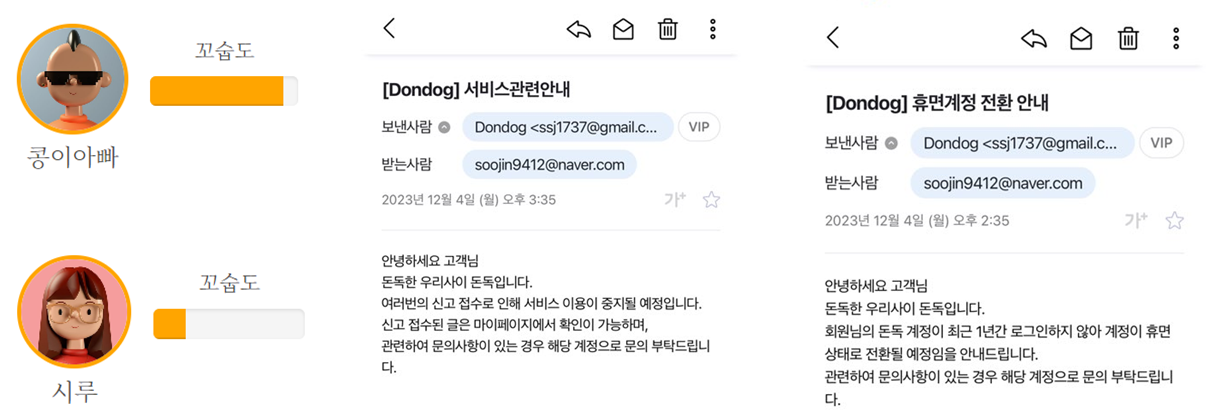 꼬숩도
콩이아빠
꼬숩도
시루
[Dondog] 서비스관련안내
보낸사람 Dondog <ssj1737@gmail.c... VIP
받는사람 soojin9412@naver.com
2023년 12월 4일 (월) 오후 3:35 가+
안녕하세요 고객님
돈독한 우리사이 돈독입니다.
여러번의 신고 접수로 인해 서비스 이용이 중지될 예정입니다.
신고 접수된 글은 마이페이지에서 확인이 가능하며,
관련하여 문의사항이 있는 경우 해당 계정으로 문의 부탁드립니
다.
[Dondog] 휴면계정 전환 안내
보낸사람 Dondog <ssj1737@gmail.c... VIP
받는사람 soojin9412@naver.com
2023년 12월 4일 (월) 오후 2:35 가+
안녕하세요 고객님
돈독한 우리사이 돈독입니다.
회원님의 돈독 계정이 최근 1년간 로그인하지 않아 계정이 휴면
상태로 전환될 예정임을 안내드립니다.
관련하여 문의사항이 있는 경우 해당 계정으로 문의 부탁드립니
다.